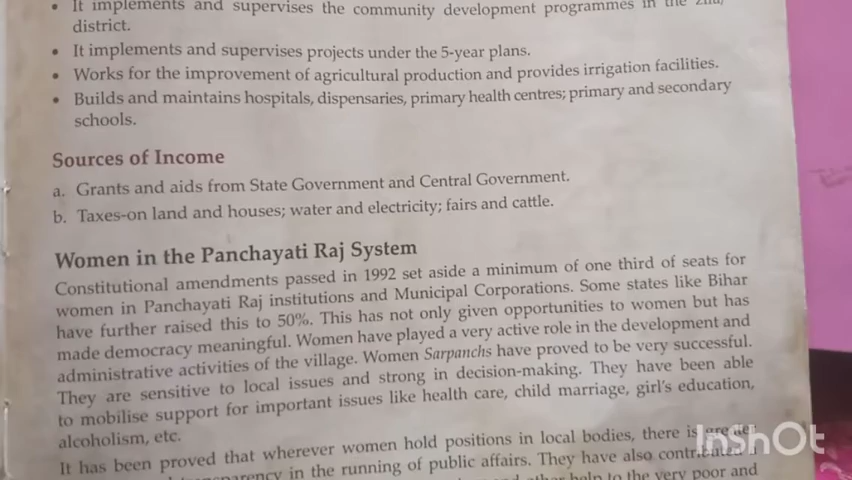 • It implements and supervises the community development programmes in the
district.
• It implements and supervises projects under the 5-year plans.
• Works for the improvement of agricultural production and provides irrigation facilities.
• Builds and maintains hospitals, dispensaries, primary health centres; primary and secondary
schools.
Sources of Income
a. Grants and aids from State Government and Central Government.
b. Taxes-on land and houses; water and electricity; fairs and cattle.
Women in the Panchayati Raj System
Constitutional amendments passed in 1992 set aside a minimum of one third of seats for
women in Panchayati Raj institutions and Municipal Corporations. Some states like Bihar
have further raised this to 50%. This has not only given opportunities to women but has
made democracy meaningful. Women have played a very active role in the development and
administrative activities of the village. Women Sarpanchs have proved to be very successful.
They are sensitive to local issues and strong in decision-making. They have been able
to mobilise support for important issues like health care, child marriage, girl's education,
alcoholism, etc.
It has been proved that wherever women hold positions in local bodies, there is greater
in the running of public affairs. They have also
help to the very poor and
InShOt